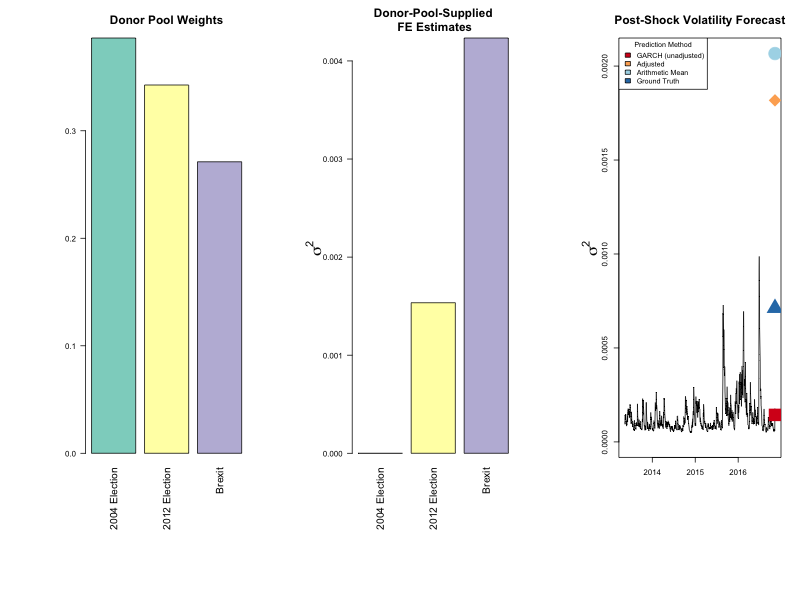 Donor Pool Weights
0.3
0.2
0.1
0.0
2004 Election
2012 Election
Brexit
Donor-Pool-Supplied
FE Estimates
σ2
0.004
0.003
0.002
0.001
0.000
2004 Election
2012 Election
Brexit
Post-Shock Volatility Forecast
σ2
0.0020
0.0015
0.0010
0.0005
0.0000
Prediction Method
GARCH (unadjusted)
Adjusted
Arithmetic Mean
Ground Truth
2014 2015 2016